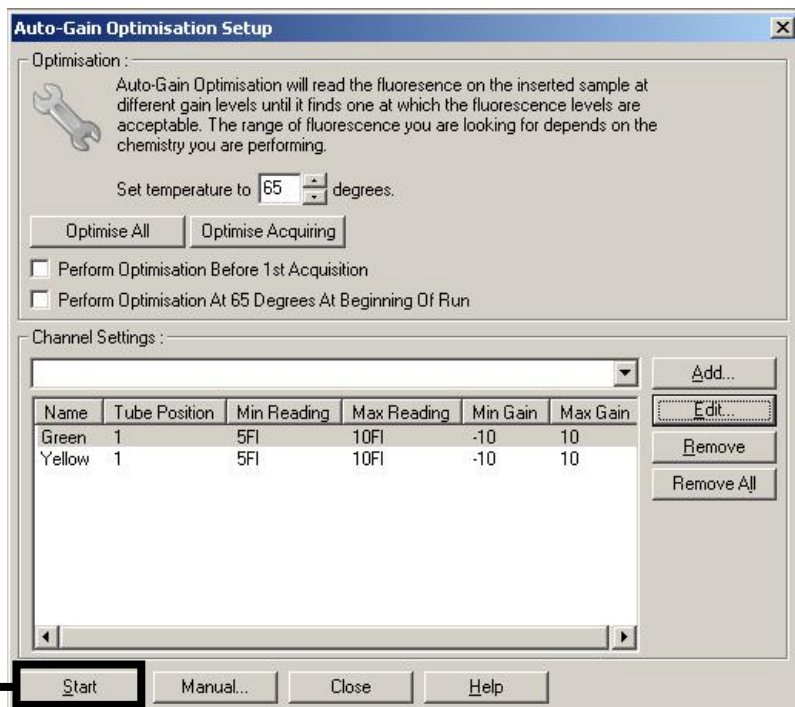 Auto-Gain Optimisation Setup
Optimisation :
Auto-Gain Optimisation will read the fluoresence on the inserted sample at
different gain levels until it finds one at which the fluorescence levels are
acceptable. The range of fluorescence you are looking for depends on the
chemistry you are performing.
Set temperature to 65 degrees.
Optimise All Optimise Acquiring
Perform Optimisation Before 1st Acquisition
Perform Optimisation At 65 Degrees At Beginning Of Run
Channel Settings :
Add...
Name Tube Position Min Reading Max Reading Min Gain Max Gain
Edit...
Green 1 5Fl 10Fl -10 10
Yellow 1 5Fl 10Fl -10 10
Remove
Remove All
Start Manual... Close Help